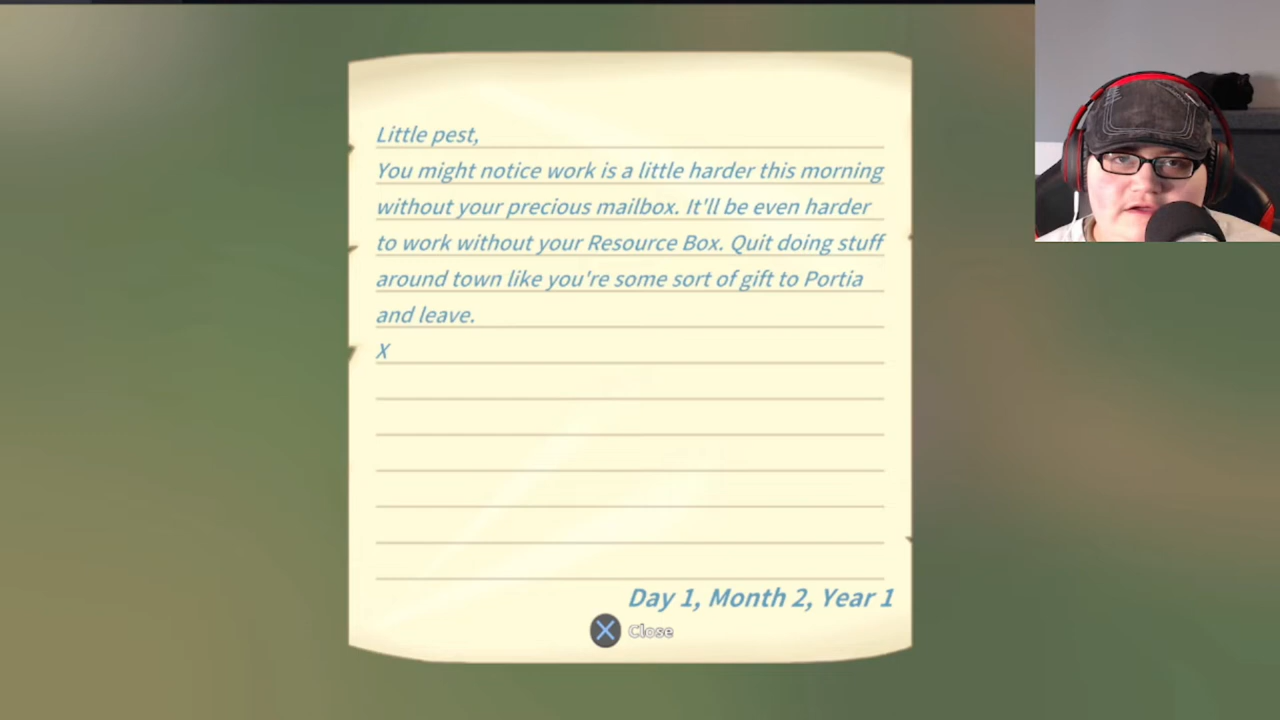 Little pest,
You might notice work is a little harder this morning
without your precious mailbox. It'll be even harder
to work without your Resource Box. Quit doing stuff
around town like you're some sort of gift to Portia
and leave.
X
Day 1, Month 2, Year 1
Close